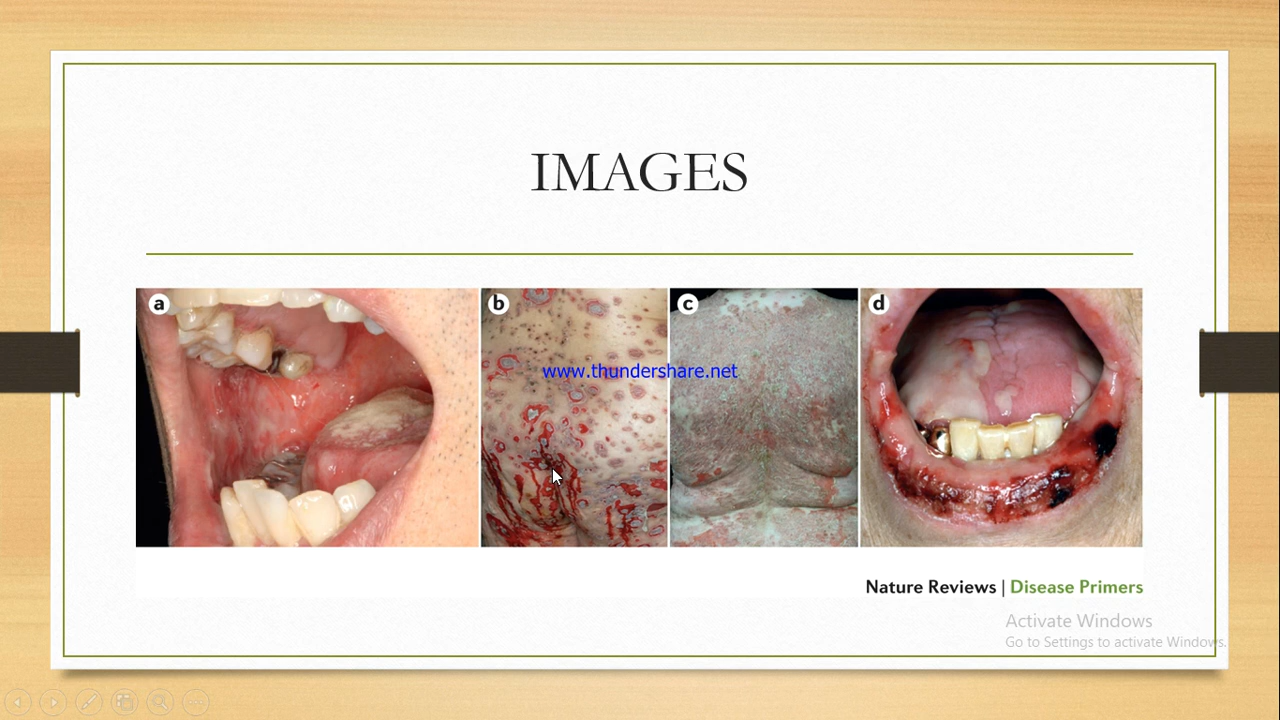 IMAGES
a
b
c
d
www.thundershare.net
Nature Reviews | Disease Primers
Activate Windows
Go to Settings to activate Windows.